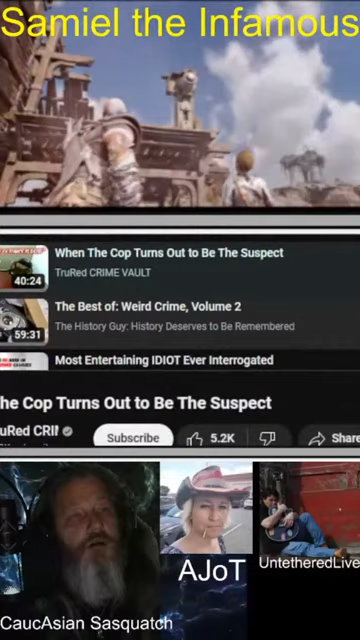 Samiel the Infamous
When The Cop Turns Out to Be The Suspect
TruRed CRIME VAULT
40:24
The Best of: Weird Crime, Volume 2
The History Guy: History Deserves to Be Remembered
59:31
Most Entertaining IDIOT Ever Interrogated
he Cop Turns Out to Be The Suspect
uRed CRI
Subscribe
5.2K
Share
AJoT
UntetheredLive
CaucAsian Sasquatch